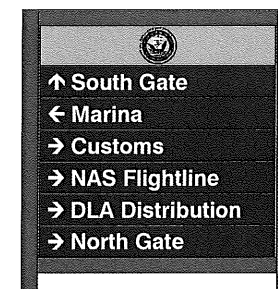 ↑ South Gate
← Marina
→ Customs
→ NAS Flightline
→ DLA Distribution
→ North Gate